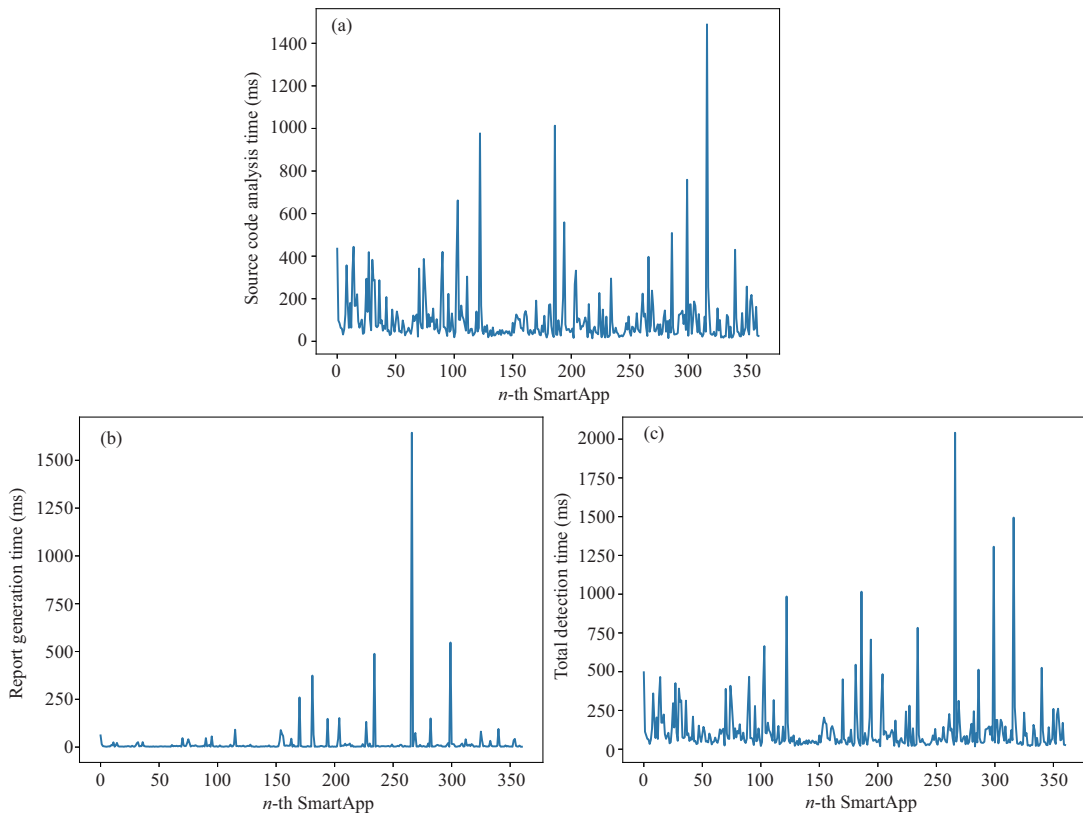 (a)
Source code analysis time (ms)
1400
1200
1000
800
600
400
200
0
0 50 100 150 200 250 300 350
n-th SmartApp
(b)
Report generation time (ms)
1500
1250
1000
750
500
250
0
0 50 100 150 200 250 300 350
n-th SmartApp
(c)
Total detection time (ms)
2000
1750
1500
1250
1000
750
500
250
0
0 50 100 150 200 250 300 350
n-th SmartApp